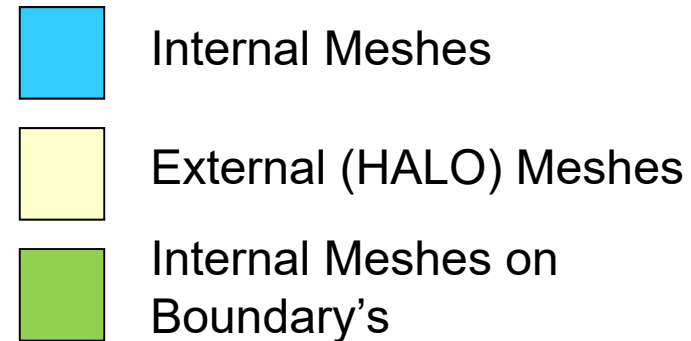 Internal Meshes
External (HALO) Meshes
Internal Meshes on
Boundary’s